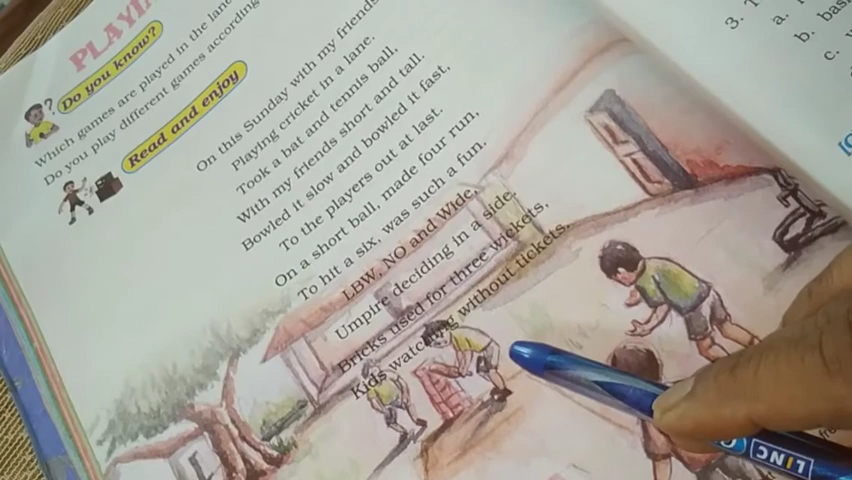 PLAYI
Do you know?
Which games are played in the lane
Do you play different games according
Read and enjoy
On this Sunday with my friends
Playing cricket in a lane.
Took a bat and tennis ball,
With my friends short and tall.
Bowled it slow and bowled it fast,
To the players out at last.
On a short ball, made four run,
To hit a six, was such a fun.
LBW, NO and Wide,
Umpire deciding in a side.
Bricks used for three wickets,
Kids watching without tickets.
3.
a.
b. bas
c.
LINC